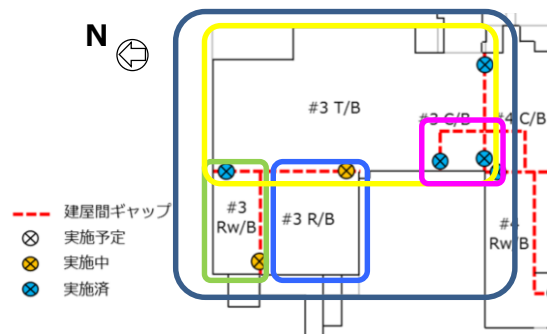 N
#3 T/B
#3 C/B
#4 C/B
#3
Rw/B
#3 R/B
#4
Rw/B
建屋間ギャップ
実施予定
実施中
実施済